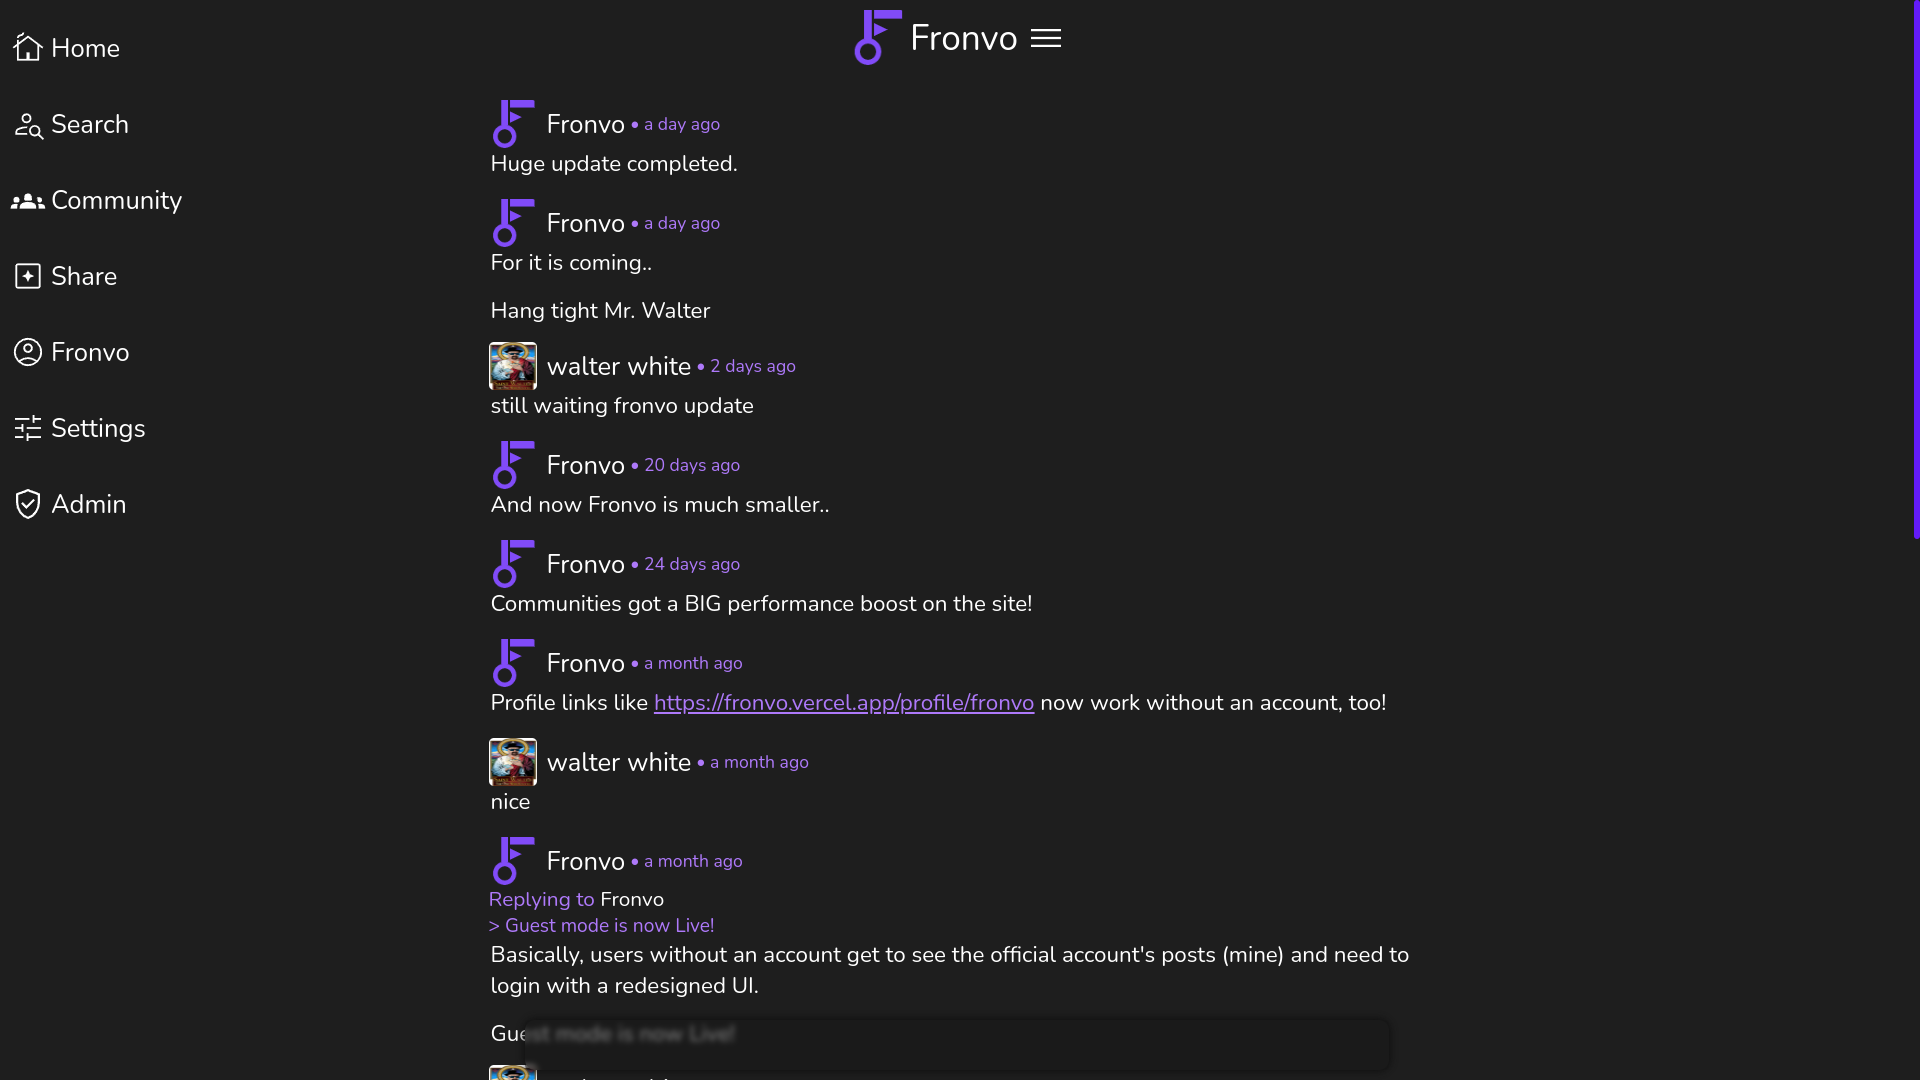 Home
Search
Community
Share
Fronvo
Settings
Admin
Fronvo
Fronvo • a day ago
Huge update completed.
Fronvo • a day ago
For it is coming..
Hang tight Mr. Walter
walter white • 2 days ago
still waiting fronvo update
Fronvo • 20 days ago
And now Fronvo is much smaller..
Fronvo • 24 days ago
Communities got a BIG performance boost on the site!
Fronvo • a month ago
Profile links like https://fronvo.vercel.app/profile/fronvo now work without an account, too!
walter white • a month ago
nice
Fronvo • a month ago
Replying to Fronvo
> Guest mode is now Live!
Basically, users without an account get to see the official account's posts (mine) and need to
login with a redesigned UI.
Guest mode is now Live!